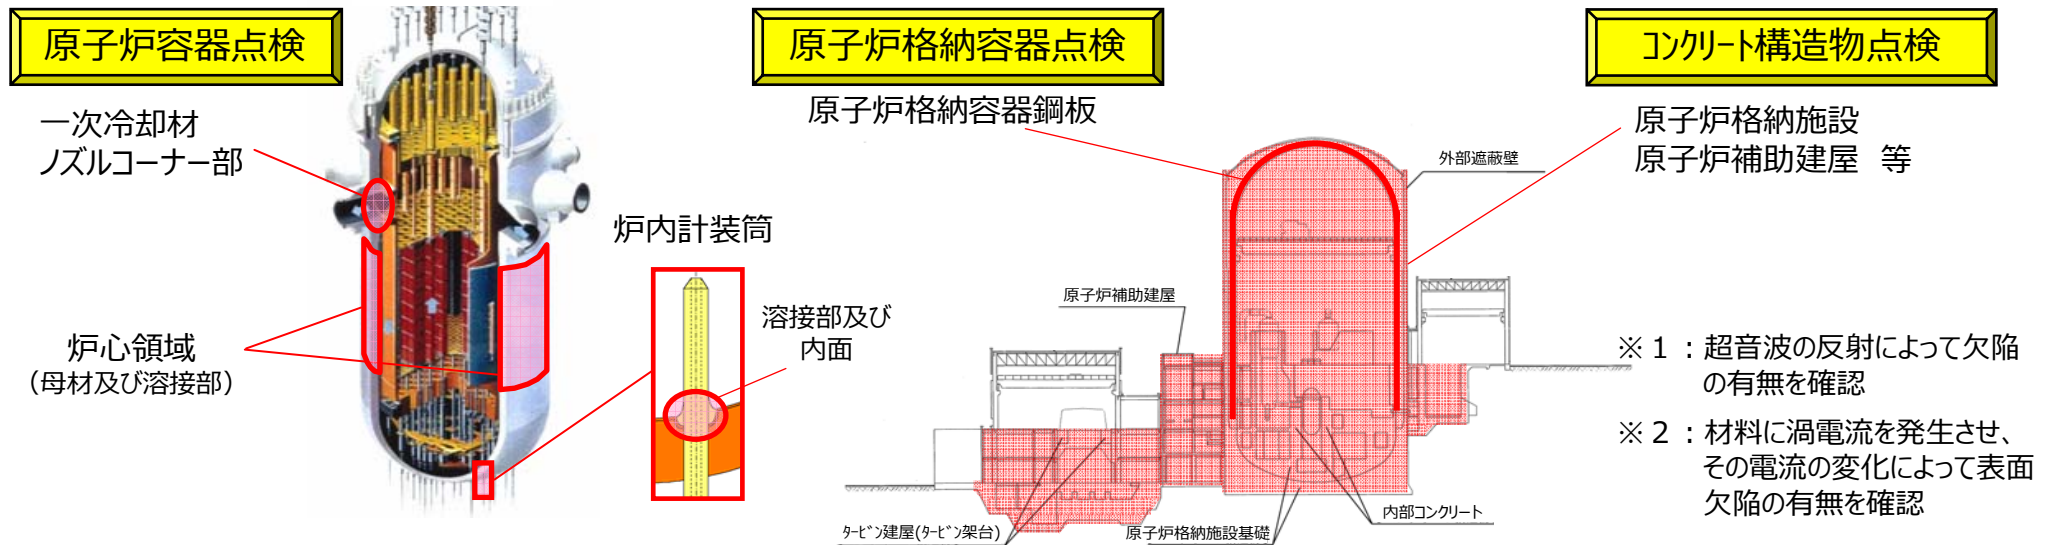 原子炉容器点検
一次冷却材
ノズルコーナー部
炉心領域
（母材及び溶接部）
炉内計装筒
溶接部及び
内面
原子炉格納容器点検
原子炉格納容器鋼板
外部遮蔽壁
原子炉補助建屋
タービン建屋(タービン架台)
原子炉格納施設基礎
内部コンクリート
コンクリート構造物点検
原子炉格納施設
原子炉補助建屋 等
※１：超音波の反射によって欠陥
の有無を確認
※２：材料に渦電流を発生させ、
その電流の変化によって表面
欠陥の有無を確認